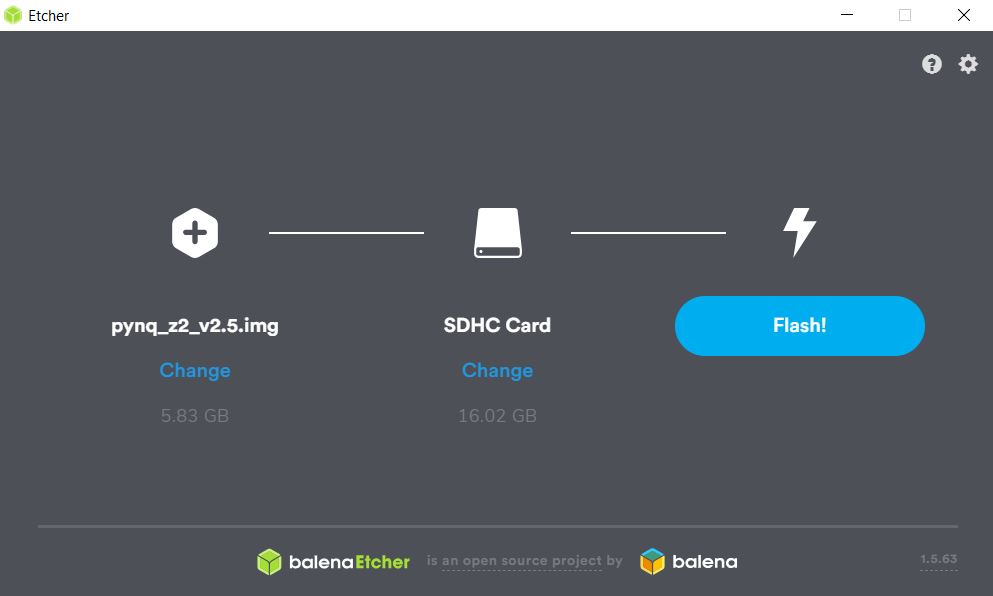 Etcher
pynq_z2_v2.5.img
SDHC Card
Flash!
Change
Change
5.83 GB
16.02 GB
balenaEtcher is an open source project by balena
1.5.63